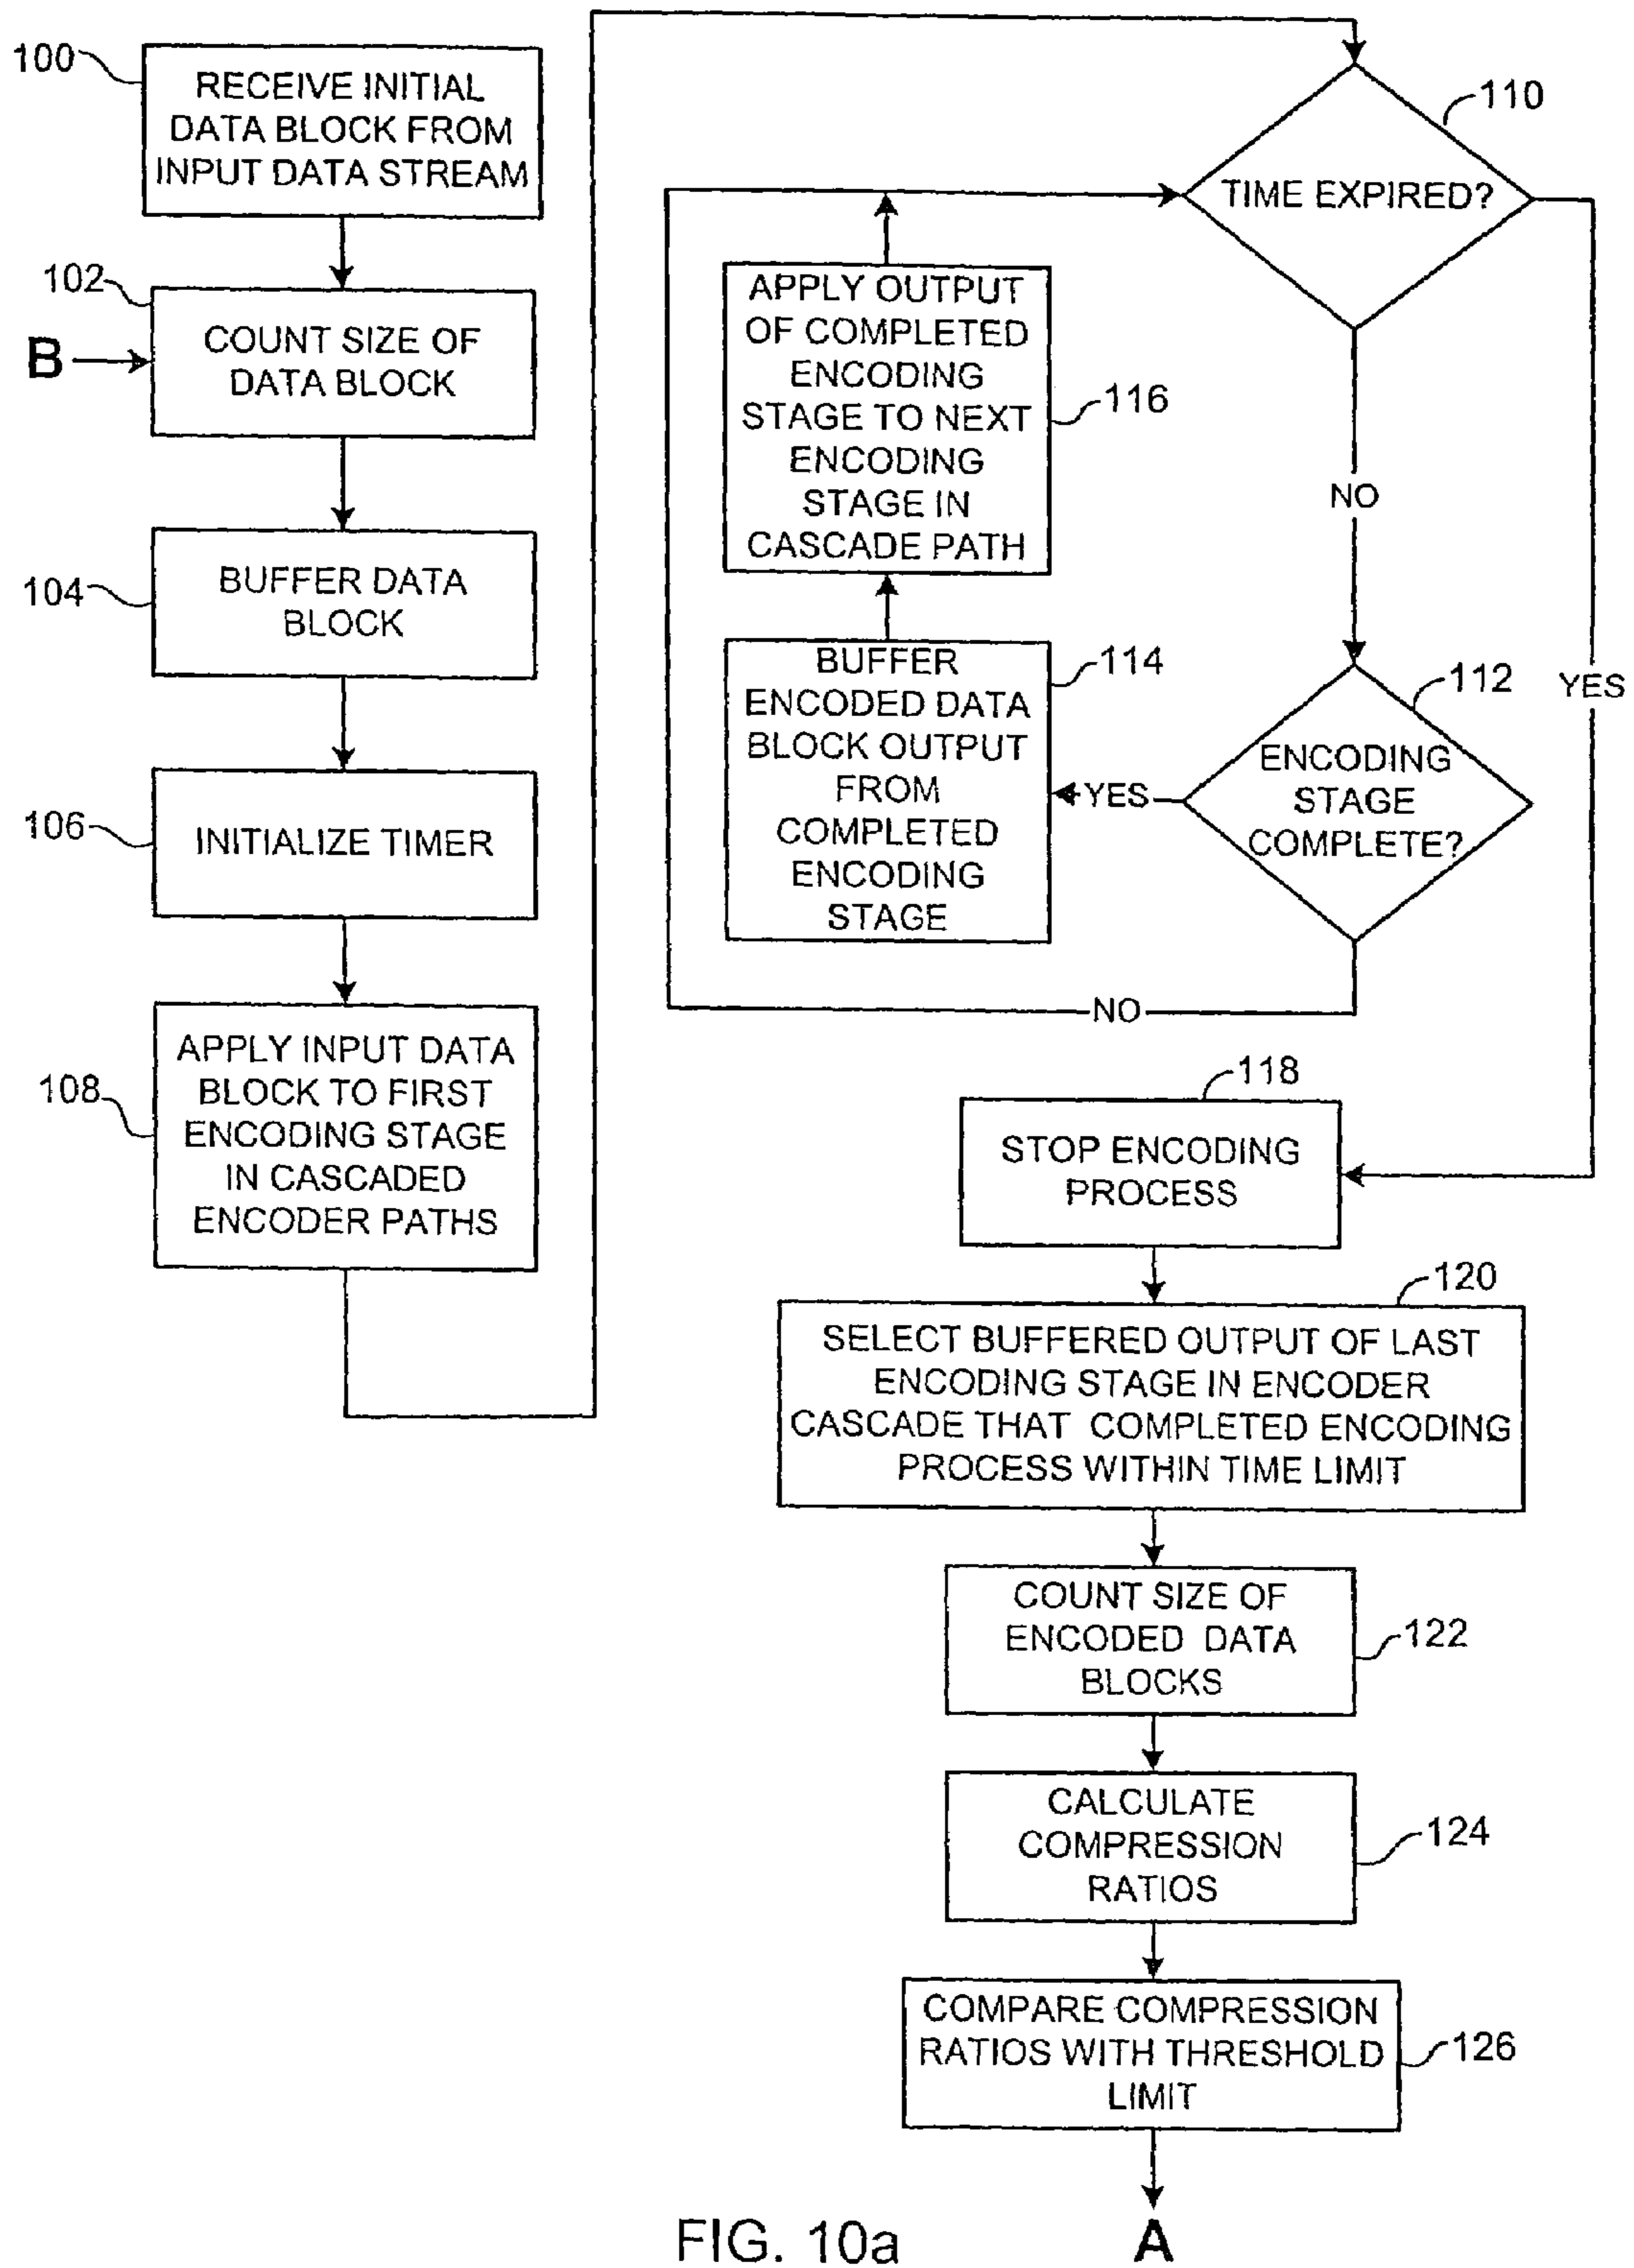 100
RECEIVE INITIAL
DATA BLOCK FROM
INPUT DATA STREAM
102
B
COUNT SIZE OF
DATA BLOCK
104
BUFFER DATA
BLOCK
106
INITIALIZE TIMER
108
APPLY INPUT DATA
BLOCK TO FIRST
ENCODING STAGE
IN CASCADED
ENCODER PATHS
110
TIME EXPIRED?
NO
YES
112
ENCODING
STAGE
COMPLETE?
YES
NO
114
BUFFER
ENCODED DATA
BLOCK OUTPUT
FROM
COMPLETED
ENCODING
STAGE
116
APPLY OUTPUT
OF COMPLETED
ENCODING
STAGE TO NEXT
ENCODING
STAGE IN
CASCADE PATH
118
STOP ENCODING
PROCESS
120
SELECT BUFFERED OUTPUT OF LAST
ENCODING STAGE IN ENCODER
CASCADE THAT COMPLETED ENCODING
PROCESS WITHIN TIME LIMIT
122
COUNT SIZE OF
ENCODED DATA
BLOCKS
124
CALCULATE
COMPRESSION
RATIOS
126
COMPARE COMPRESSION
RATIOS WITH THRESHOLD
LIMIT
A
FIG. 10a